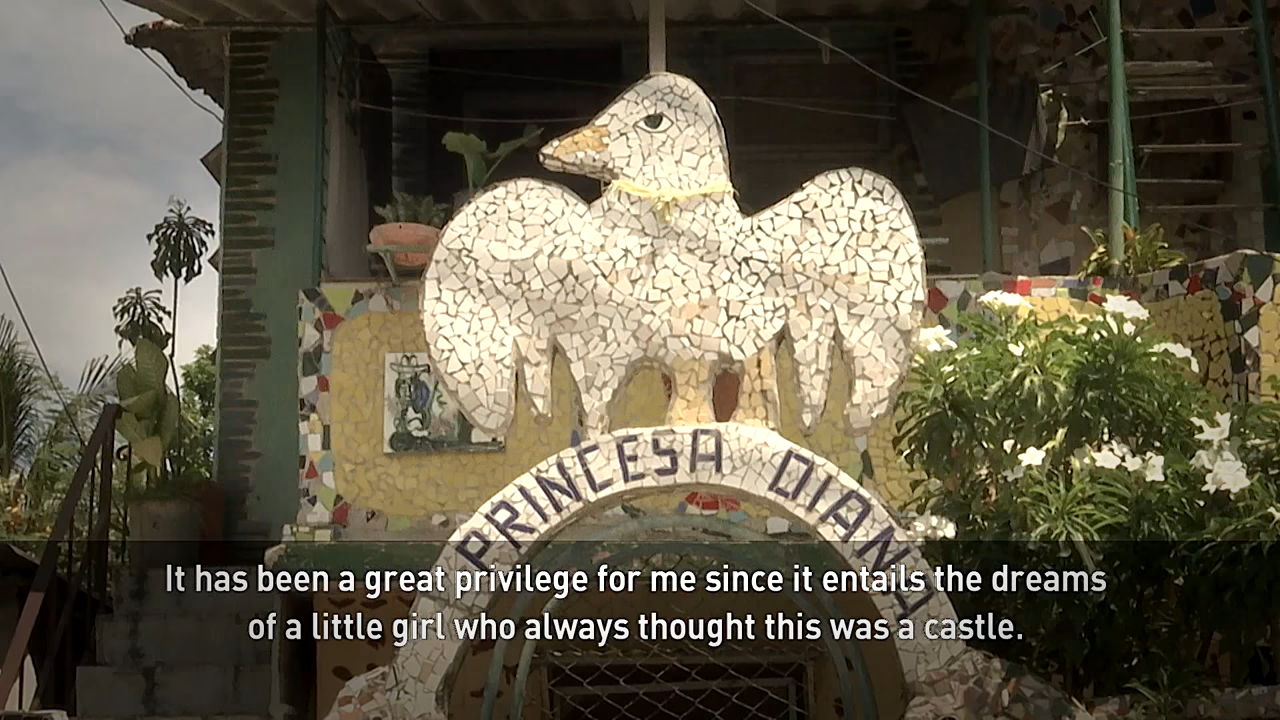 PRINCESA DIANA
It has been a great privilege for me since it entails the dreams
of a little girl who always thought this was a castle.